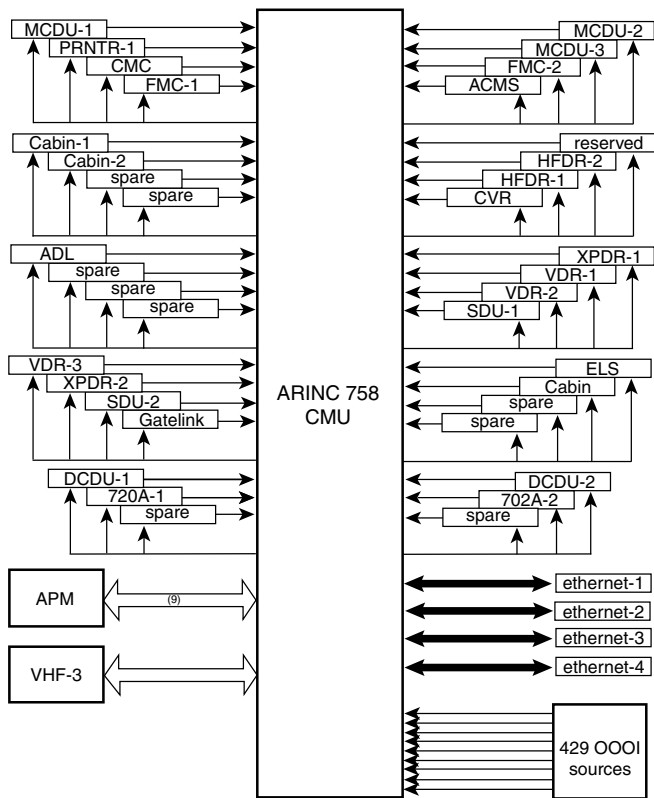 MCDU-1
PRNTR-1
CMC
FMC-1
MCDU-2
MCDU-3
FMC-2
ACMS
Cabin-1
Cabin-2
spare
spare
reserved
HFDR-2
HFDR-1
CVR
ADL
spare
spare
spare
XPDR-1
VDR-1
VDR-2
SDU-1
VDR-3
XPDR-2
SDU-2
Gatelink
ARINC 758
CMU
ELS
Cabin
spare
spare
DCDU-1
720A-1
spare
DCDU-2
702A-2
spare
APM
(9)
VHF-3
ethernet-1
ethernet-2
ethernet-3
ethernet-4
429 OOOI
sources